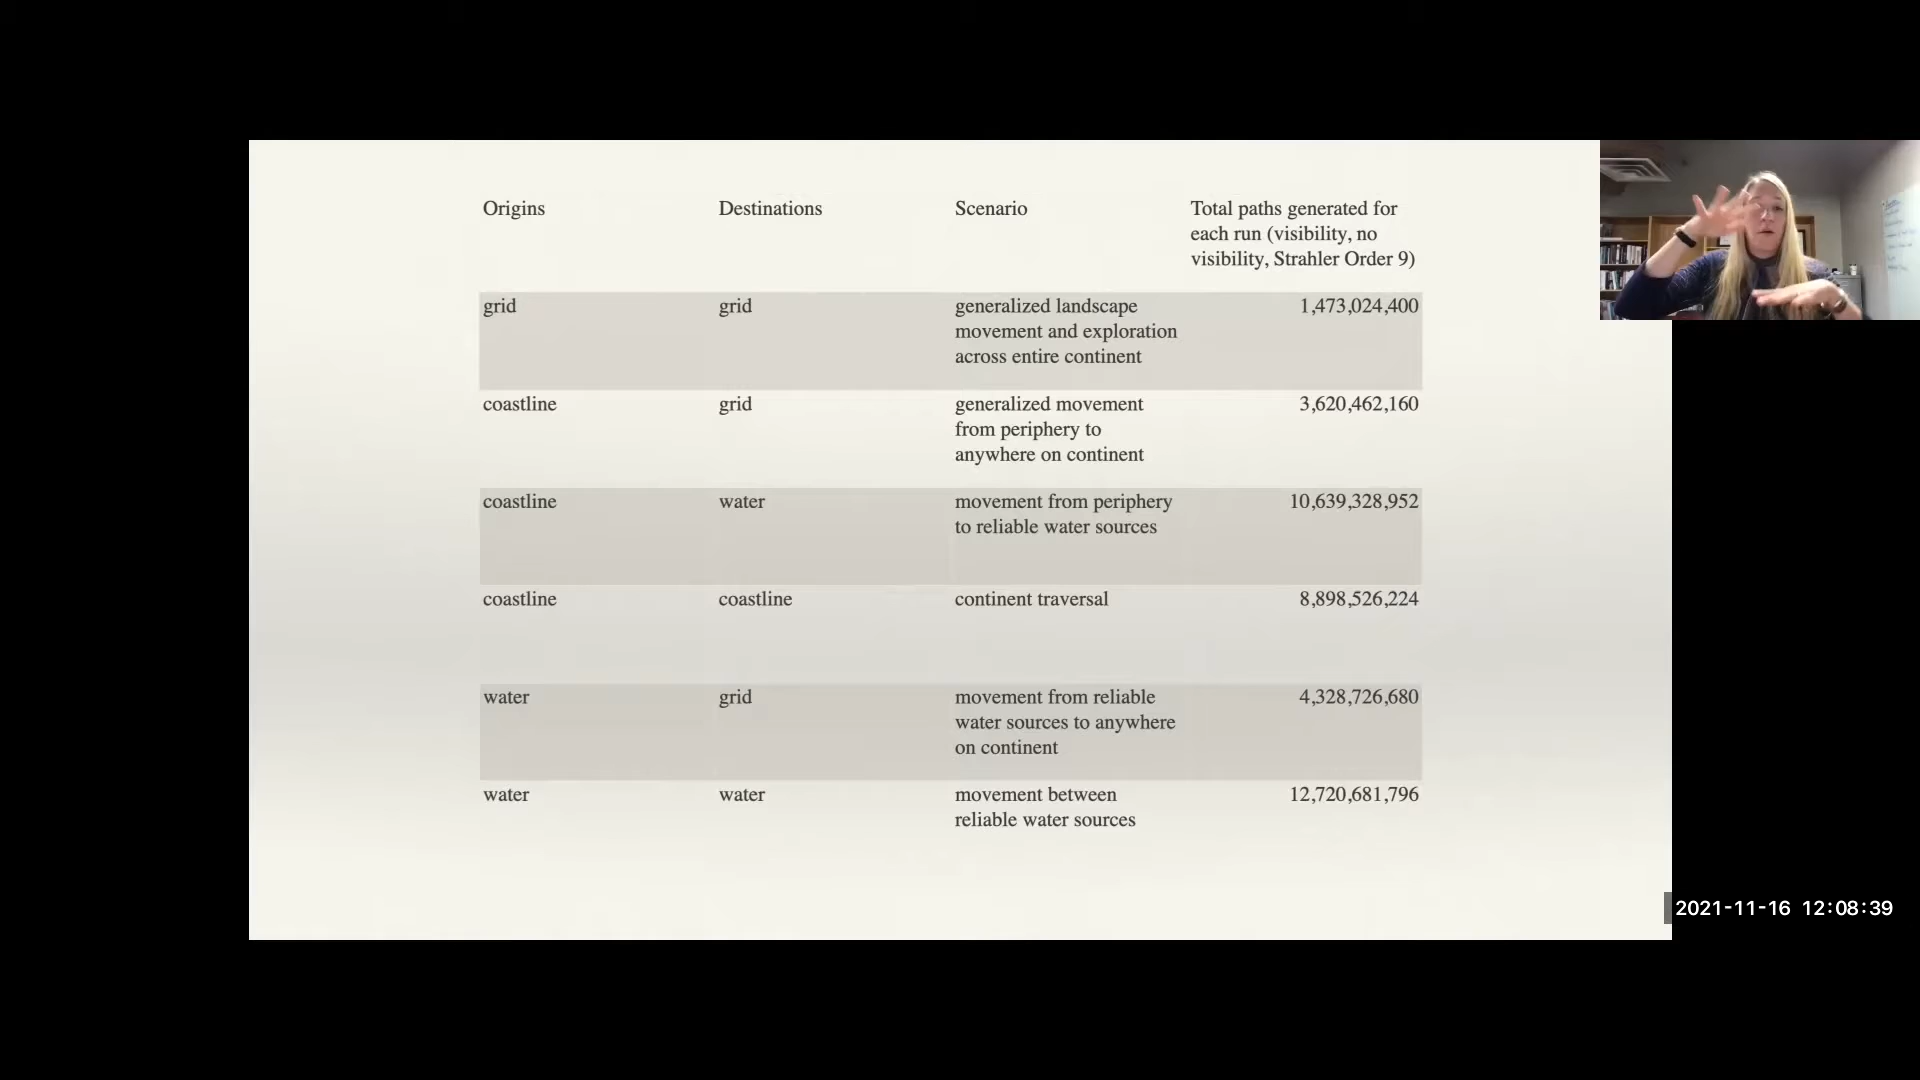 Origins Destinations Scenario Total paths generated for
each run (visibility, no
visibility, Strahler Order 9)
grid grid generalized landscape 1,473,024,400
movement and exploration
across entire continent
coastline grid generalized movement 3,620,462,160
from periphery to
anywhere on continent
coastline water movement from periphery 10,639,328,952
to reliable water sources
coastline coastline continent traversal 8,898,526,224
water grid movement from reliable 4,328,726,680
water sources to anywhere
on continent
water water movement between 12,720,681,796
reliable water sources
2021-11-16 12:08:39